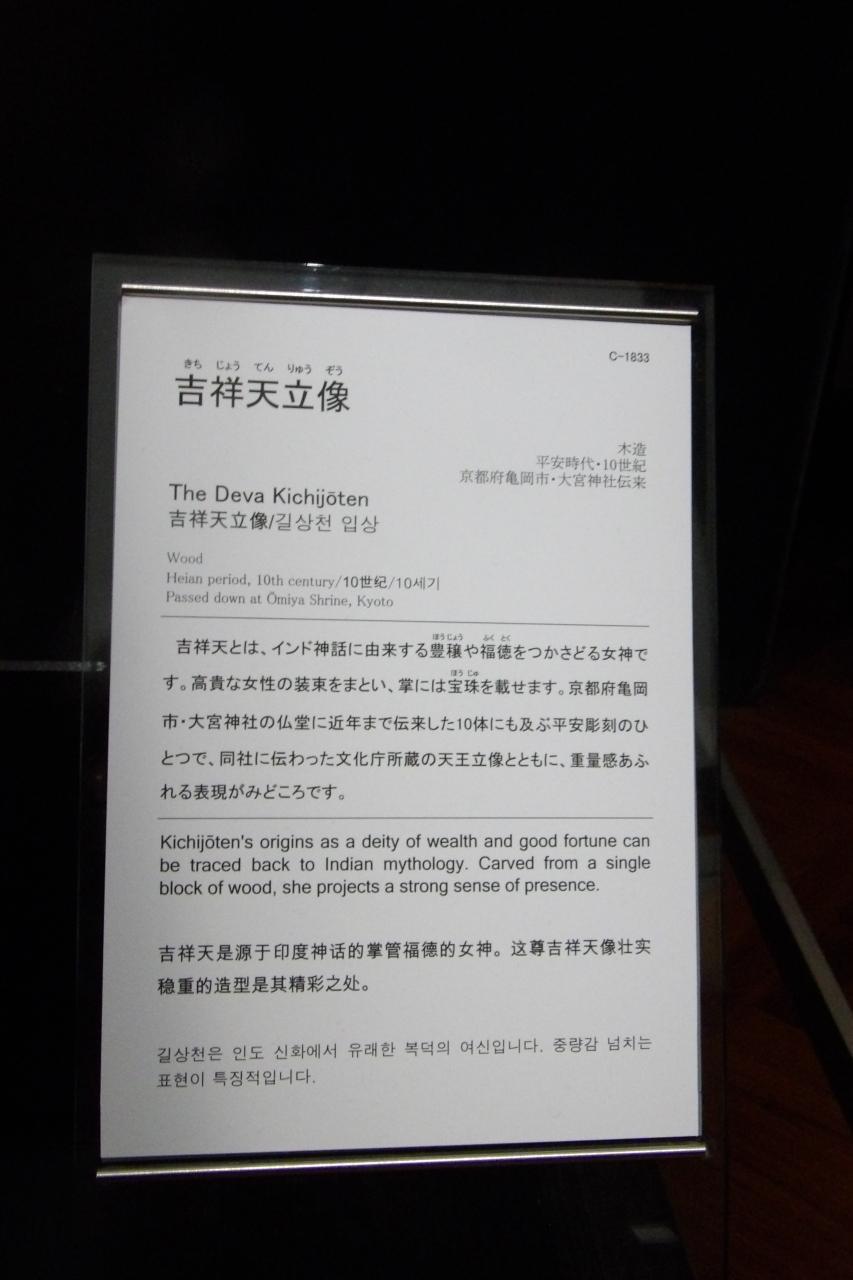 C-1833
きち じょう てん りゅう ぞう
吉祥天立像
木造
平安時代・10世紀
京都府亀岡市・大宮神社伝来
The Deva Kichijōten
吉祥天立像/길상천 입상
Wood
Heian period, 10th century/10世纪/10세기
Passed down at Ōmiya Shrine, Kyoto
ほうじょう ふく とく
吉祥天とは、インド神話に由来する豊穣や福徳をつかさどる女神で
ほう じゅ
す。高貴な女性の装束をまとい、掌には宝珠を載せます。京都府亀岡
市・大宮神社の仏堂に近年まで伝来した10体にも及ぶ平安彫刻のひ
とつで、同社に伝わった文化庁所蔵の天王立像とともに、重量感あふ
れる表現がみどころです。
Kichijōten's origins as a deity of wealth and good fortune can
be traced back to Indian mythology. Carved from a single
block of wood, she projects a strong sense of presence.
吉祥天是源于印度神话的掌管福德的女神。这尊吉祥天像壮实
稳重的造型是其精彩之处。
길상천은 인도 신화에서 유래한 복덕의 여신입니다. 중량감 넘치는
표현이 특징적입니다.